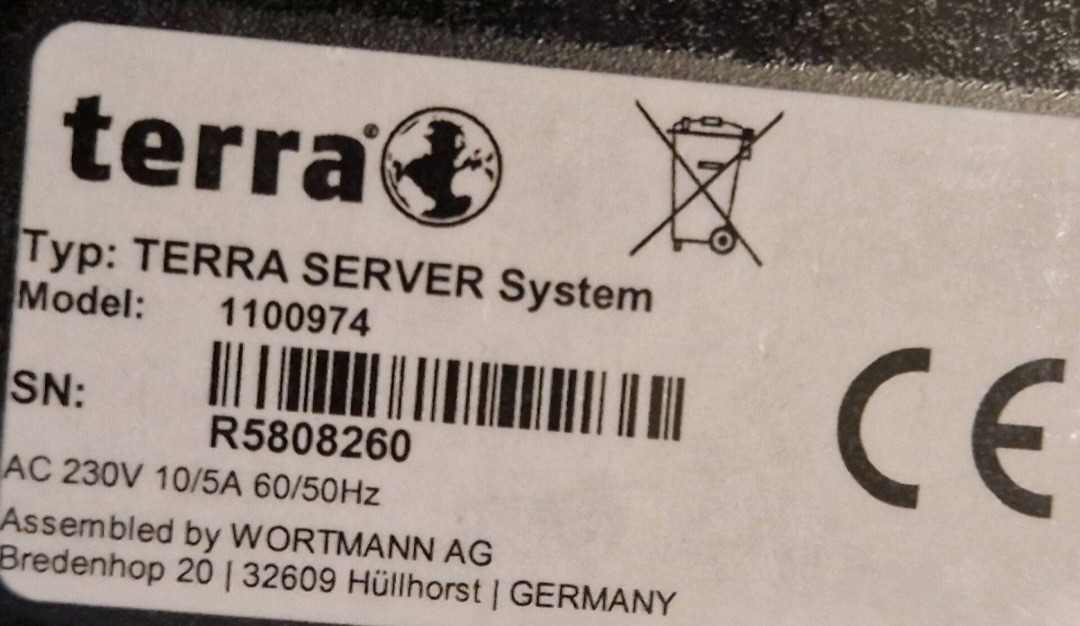 terra®
Typ: TERRA SERVER System
Model: 1100974
SN:
R5808260
AC 230V 10/5A 60/50Hz
Assembled by WORTMANN AG
Bredenhop 20 | 32609 Hüllhorst | GERMANY
CE